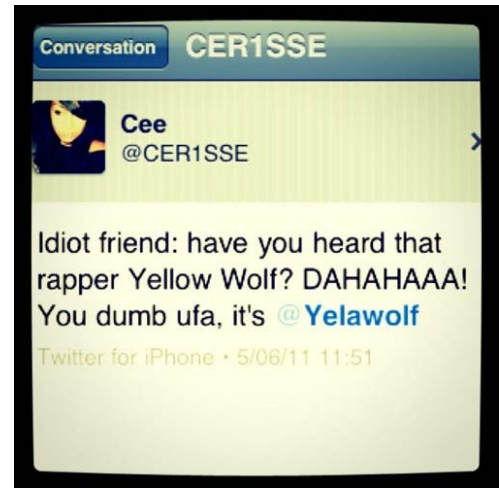 Conversation CER1SSE
Cee
@CER1SSE
Idiot friend: have you heard that
rapper Yellow Wolf? DAHAHAAA!
You dumb ufa, it's @Yelawolf
Twitter for iPhone • 5/06/11 11:51